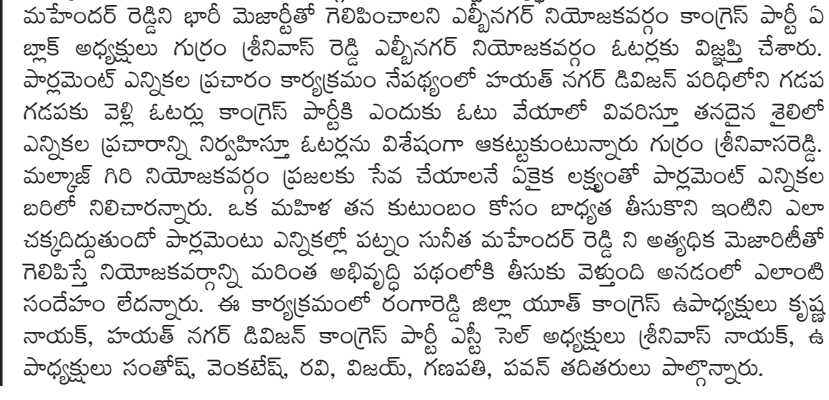 మహేందర్ రెడ్డిని భారీ మెజార్టీతో గెలిపించాలని ఎల్బీనగర్ నియోజకవర్గం కాంగ్రెస్ పార్టీ ఏ
బ్లాక్ అధ్యక్షులు గుర్రం శ్రీనివాస్ రెడ్డి ఎల్బీనగర్ నియోజకవర్గం ఓటర్లకు విజ్ఞప్తి చేశారు.
పార్లమెంట్ ఎన్నికల ప్రచారం కార్యక్రమం నేపథ్యంలో హయత్ నగర్ డివిజన్ పరిధిలోని గడప
గడపకు వెళ్లి ఓటర్లు కాంగ్రెస్ పార్టీకి ఎందుకు ఓటు వేయాలో వివరిస్తూ తనదైన శైలిలో
ఎన్నికల ప్రచారాన్ని నిర్వహిస్తూ ఓటర్లను విశేషంగా ఆకట్టుకుంటున్నారు గుర్రం శ్రీనివాసరెడ్డి.
మల్కాజ్ గిరి నియోజకవర్గం ప్రజలకు సేవ చేయాలనే ఏకైక లక్ష్యంతో పార్లమెంట్ ఎన్నికల
బరిలో నిలిచారన్నారు. ఒక మహిళ తన కుటుంబం కోసం బాధ్యత తీసుకొని ఇంటిని ఎలా
చక్కదిద్దుతుందో పార్లమెంటు ఎన్నికల్లో పట్నం సునీత మహేందర్ రెడ్డి ని అత్యధిక మెజారిటీతో
గెలిపిస్తే నియోజకవర్గాన్ని మరింత అభివృద్ధి పథంలోకి తీసుకు వెళ్తుంది అనడంలో ఎలాంటి
సందేహం లేదన్నారు. ఈ కార్యక్రమంలో రంగారెడ్డి జిల్లా యూత్ కాంగ్రెస్ ఉపాధ్యక్షులు కృష్ణ
నాయక్, హయత్ నగర్ డివిజన్ కాంగ్రెస్ పార్టీ ఎస్టీ సెల్ అధ్యక్షులు శ్రీనివాస్ నాయక్, ఉ
పాధ్యక్షులు సంతోష్, వెంకటేష్, రవి, విజయ్, గణపతి, పవన్ తదితరులు పాల్గొన్నారు.